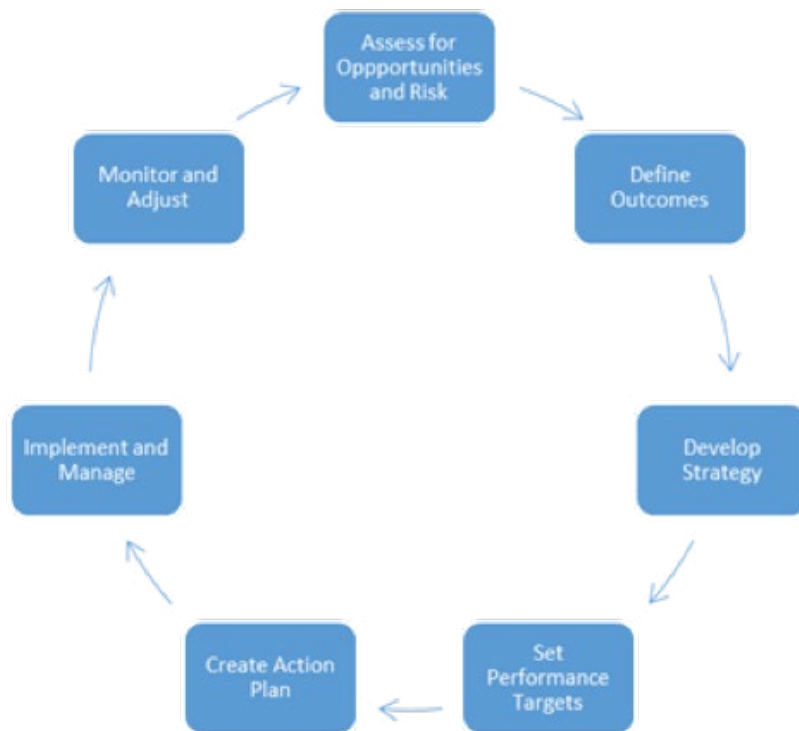 Assess for
Oppportunities
and Risk
Define
Outcomes
Develop
Strategy
Set
Performance
Targets
Create Action
Plan
Implement and
Manage
Monitor and
Adjust